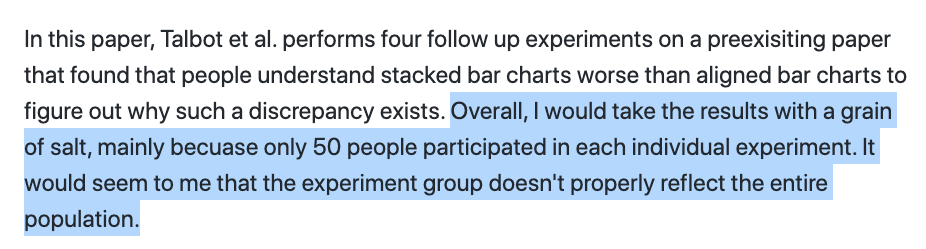 In this paper, Talbot et al. performs four follow up experiments on a preexisiting paper
that found that people understand stacked bar charts worse than aligned bar charts to
figure out why such a discrepancy exists. Overall, I would take the results with a grain
of salt, mainly becuase only 50 people participated in each individual experiment. It
would seem to me that the experiment group doesn't properly reflect the entire
population.